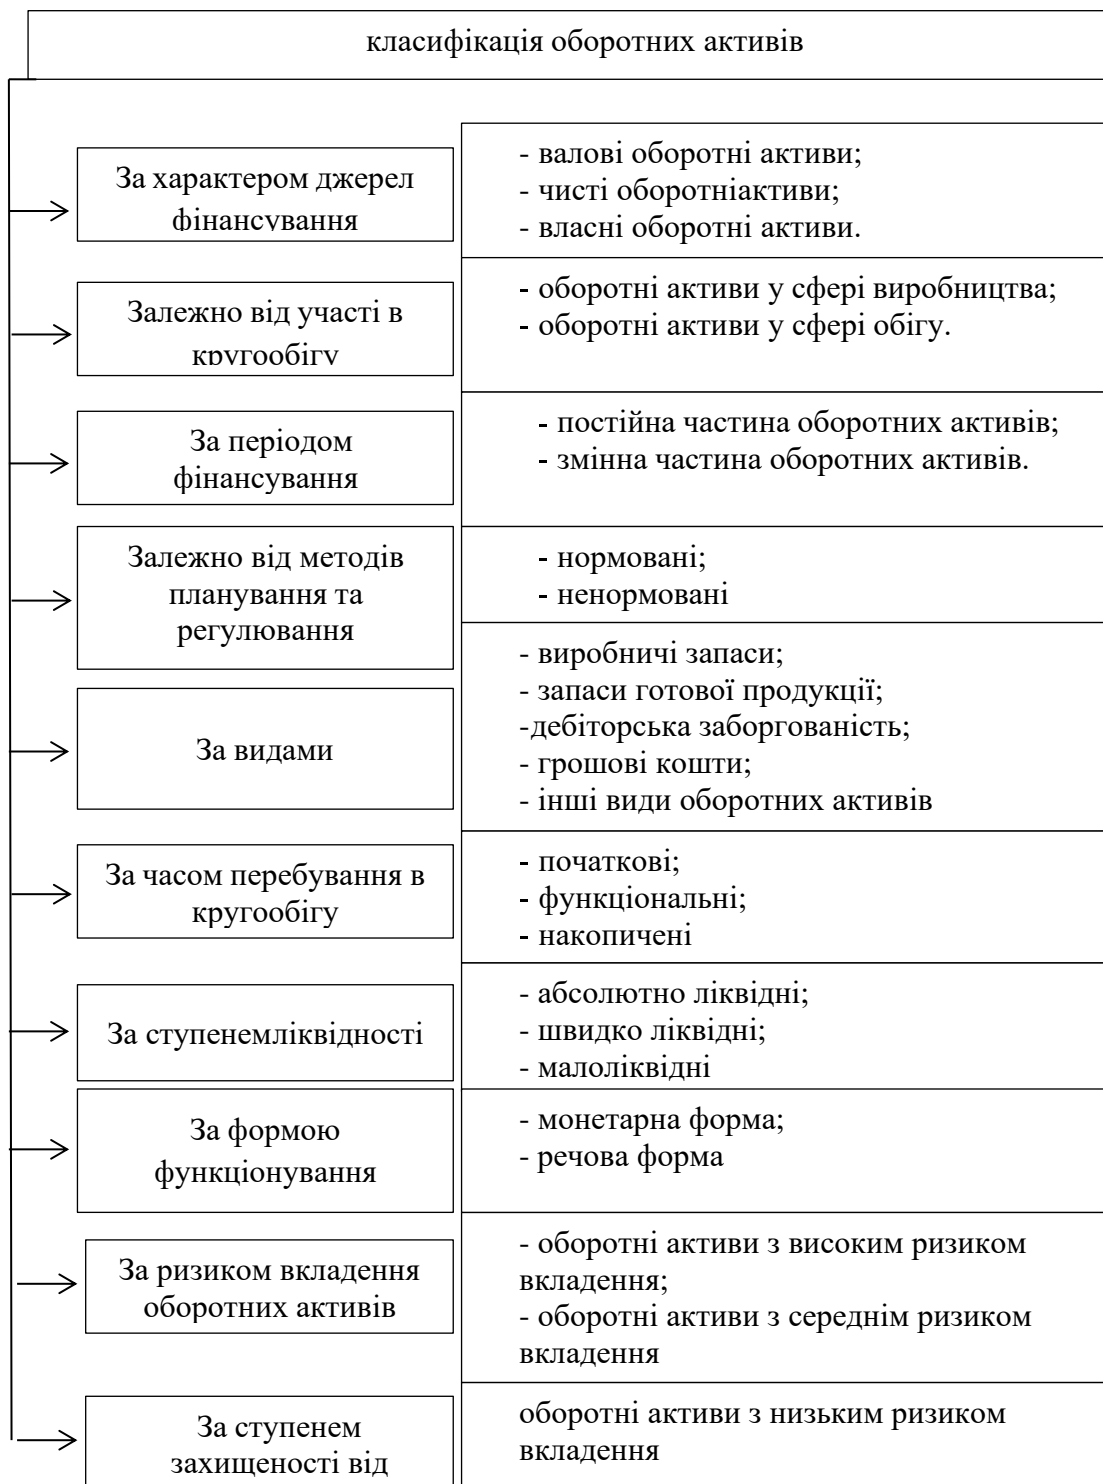 класифікація оборотних активів
За характером джерел
фінансування
- валові оборотні активи;
- чисті оборотніактиви;
- власні оборотні активи.
Залежно від участі в
кругообігу
- оборотні активи у сфері виробництва;
- оборотні активи у сфері обігу.
За періодом
фінансування
- постійна частина оборотних активів;
- змінна частина оборотних активів.
Залежно від методів
планування та
регулювання
- нормовані;
- ненормовані
За видами
- виробничі запаси;
- запаси готової продукції;
-дебіторська заборгованість;
- грошові кошти;
- інші види оборотних активів
За часом перебування в
кругообігу
- початкові;
- функціональні;
- накопичені
За ступенемліквідності
- абсолютно ліквідні;
- швидко ліквідні;
- малоліквідні
За формою
функціонування
- монетарна форма;
- речова форма
За ризиком вкладення
оборотних активів
- оборотні активи з високим ризиком
вкладення;
- оборотні активи з середнім ризиком
вкладення
За ступенем
захищеності від
оборотні активи з низьким ризиком
вкладення